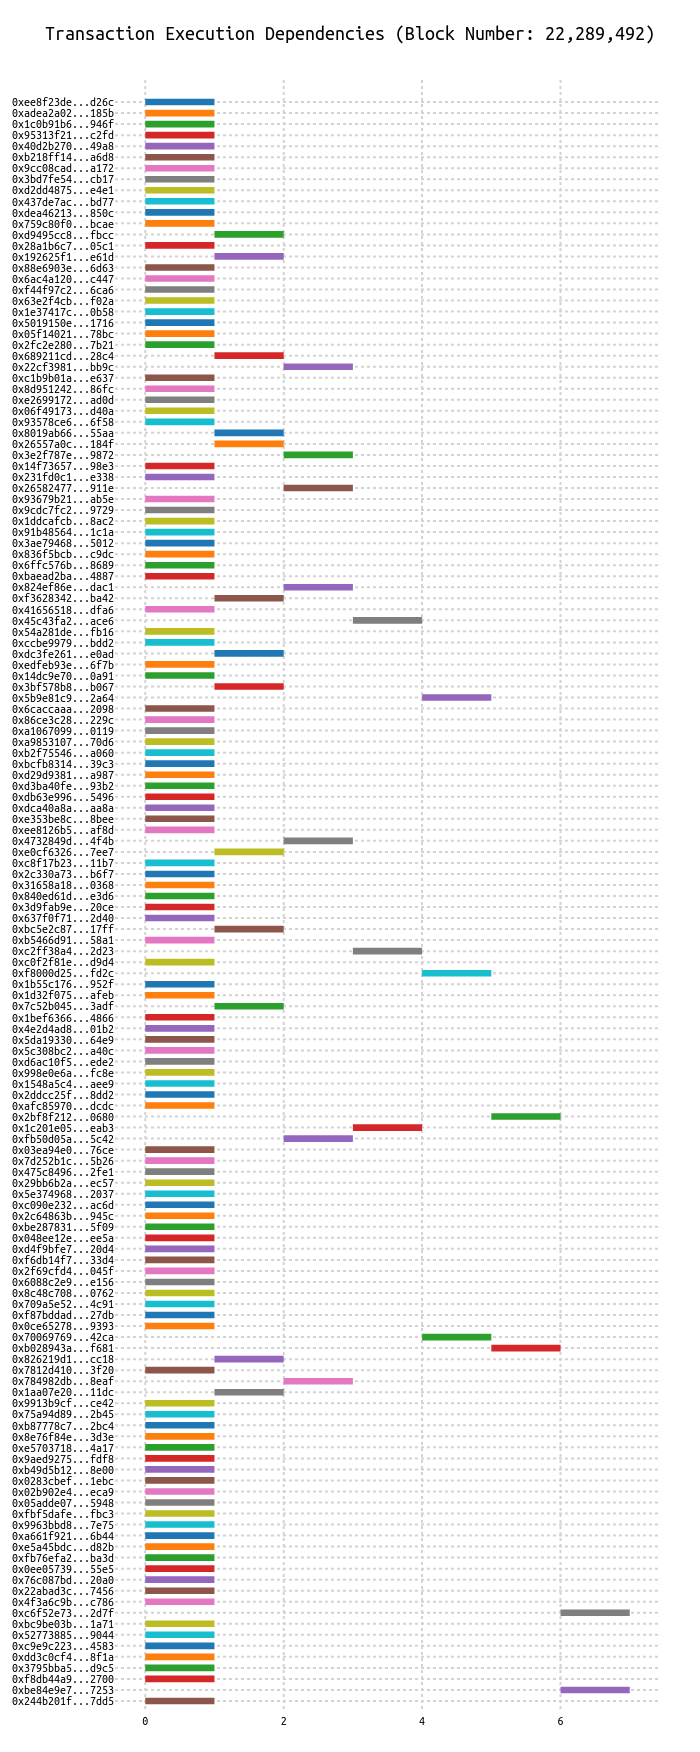 Transaction Execution Dependencies (Block Number: 22,289,492)
0xee8f23de...d26c
0xadea2a02...185b
0x1c0b91b6...946f
0x95313f21...c2fd
0x40d2b270...49a8
0xb218ff14...a6d8
0x9cc08cad...a172
0x3bd7fe54...cb17
0xd2dd4875...e4e1
0x437de7ac...bd77
0xdea46213...850c
0x759c80f0...bcae
0xd9495cc8...fbcc
0x28a1b6c7...05c1
0x192625f1...e61d
0x88e6903e...6d63
0x6ac4a120...c447
0xf44f97c2...6ca6
0x63e2f4cb...f02a
0x1e37417c...0b58
0x5019150e...1716
0x05f14021...78bc
0x2fc2e280...7b21
0x689211cd...28c4
0x22cf3981...bb9c
0xc1b9b01a...e637
0x8d951242...86fc
0xe2699172...ad0d
0x06f49173...d40a
0x93578ce6...6f58
0x8019ab66...55aa
0x26557a0c...184f
0x3e2f787e...9872
0x14f73657...98e3
0x231fd0c1...e338
0x26582477...911e
0x93679b21...ab5e
0x9cdc7fc2...9729
0x1ddcafcb...8ac2
0x91b48564...1c1a
0x3ae79468...5012
0x836f5bcb...c9dc
0x6ffc576b...8689
0xbaead2ba...4887
0x824ef86e...dac1
0xf3628342...ba42
0x41656518...dfa6
0x45c43fa2...ace6
0x54a281de...fb16
0xccbe9979...bdd2
0xdc3fe261...e0ad
0xedfeb93e...6f7b
0x14dc9e70...0a91
0x3bf578b8...b067
0x5b9e81c9...2a64
0x6caccaaa...2098
0x86ce3c28...229c
0xa1067099...0119
0xa9853107...70d6
0xb2f75546...a060
0xbcfb8314...39c3
0xd29d9381...a987
0xd3ba40fe...93b2
0xdb63e996...5496
0xdca40a8a...aa8a
0xe353be8c...8bee
0xee8126b5...af8d
0x4732849d...4f4b
0xe0cf6326...7ee7
0xc8f17b23...11b7
0x2c330a73...b6f7
0x31658a18...0368
0x840ed61d...e3d6
0x3d9fab9e...20ce
0x637f0f71...2d40
0xbc5e2c87...17ff
0xb5466d91...58a1
0xc2ff38a4...2d23
0xc0f2f81e...d9d4
0xf8000d25...fd2c
0x1b55c176...952f
0x1d32f075...afeb
0x7c52b045...3adf
0x1bef6366...4866
0x4e2d4ad8...01b2
0x5da19330...64e9
0x5c308bc2...a40c
0xd6ac10f5...ede2
0x998e0e6a...fc8e
0x1548a5c4...aee9
0x2ddcc25f...8dd2
0xafc85970...dcdc
0x2bf8f212...0680
0x1c201e05...eab3
0xfb50d05a...5c42
0x03ea94e0...76ce
0x7d252b1c...5b26
0x475c8496...2fe1
0x29bb6b2a...ec57
0x5e374968...2037
0xc090e232...ac6d
0x2c64863b...945c
0xbe287831...5f09
0x048ee12e...ee5a
0xd4f9bfe7...20d4
0xf6db14f7...33d4
0x2f69cfd4...045f
0x6088c2e9...e156
0x8c48c708...0762
0x709a5e52...4c91
0xf87bddad...27db
0x0ce65278...9393
0x70069769...42ca
0xb028943a...f681
0x826219d1...cc18
0x7812d410...3f20
0x784982db...8eaf
0x1aa07e20...11dc
0x9913b9cf...ce42
0x75a94d89...2b45
0xb87778c7...2bc4
0x8e76f84e...3d3e
0xe5703718...4a17
0x9aed9275...fdf8
0xb49d5b12...8e00
0x0283cbef...1ebc
0x02b902e4...eca9
0x05adde07...5948
0xfbf5dafe...fbc3
0x9963bbd8...7e75
0xa661f921...6b44
0xe5a45bdc...d82b
0xfb76efa2...ba3d
0x0ee05739...55e5
0x76c087bd...20a0
0x22abad3c...7456
0x4f3a6c9b...c786
0xc6f52e73...2d7f
0xbc9be03b...1a71
0x52773885...9044
0xc9e9c223...4583
0xdd3c0cf4...8f1a
0x3795bba5...d9c5
0xf8db44a9...2700
0xbe84e9e7...7253
0x244b201f...7dd5
0 2 4 6